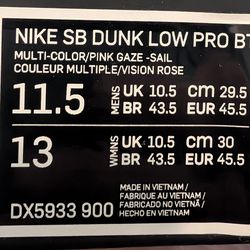 NIKE SB DUNK LOW PRO BT
MULTI-COLOR/PINK GAZE -SAIL
COULEUR MULTIPLE/VISION ROSE
11.5 MENS UK 10.5 CM 29.5
BR 43.5 EUR 45.5
13 WMNS UK 10.5 CM 30
BR 43.5 EUR 45.5
MADE IN VIETNAM /
FABRIQUE AU VIETNAM /
FABRICADO NO VIETNÃ /
DX5933 900 HECHO EN VIETNAM